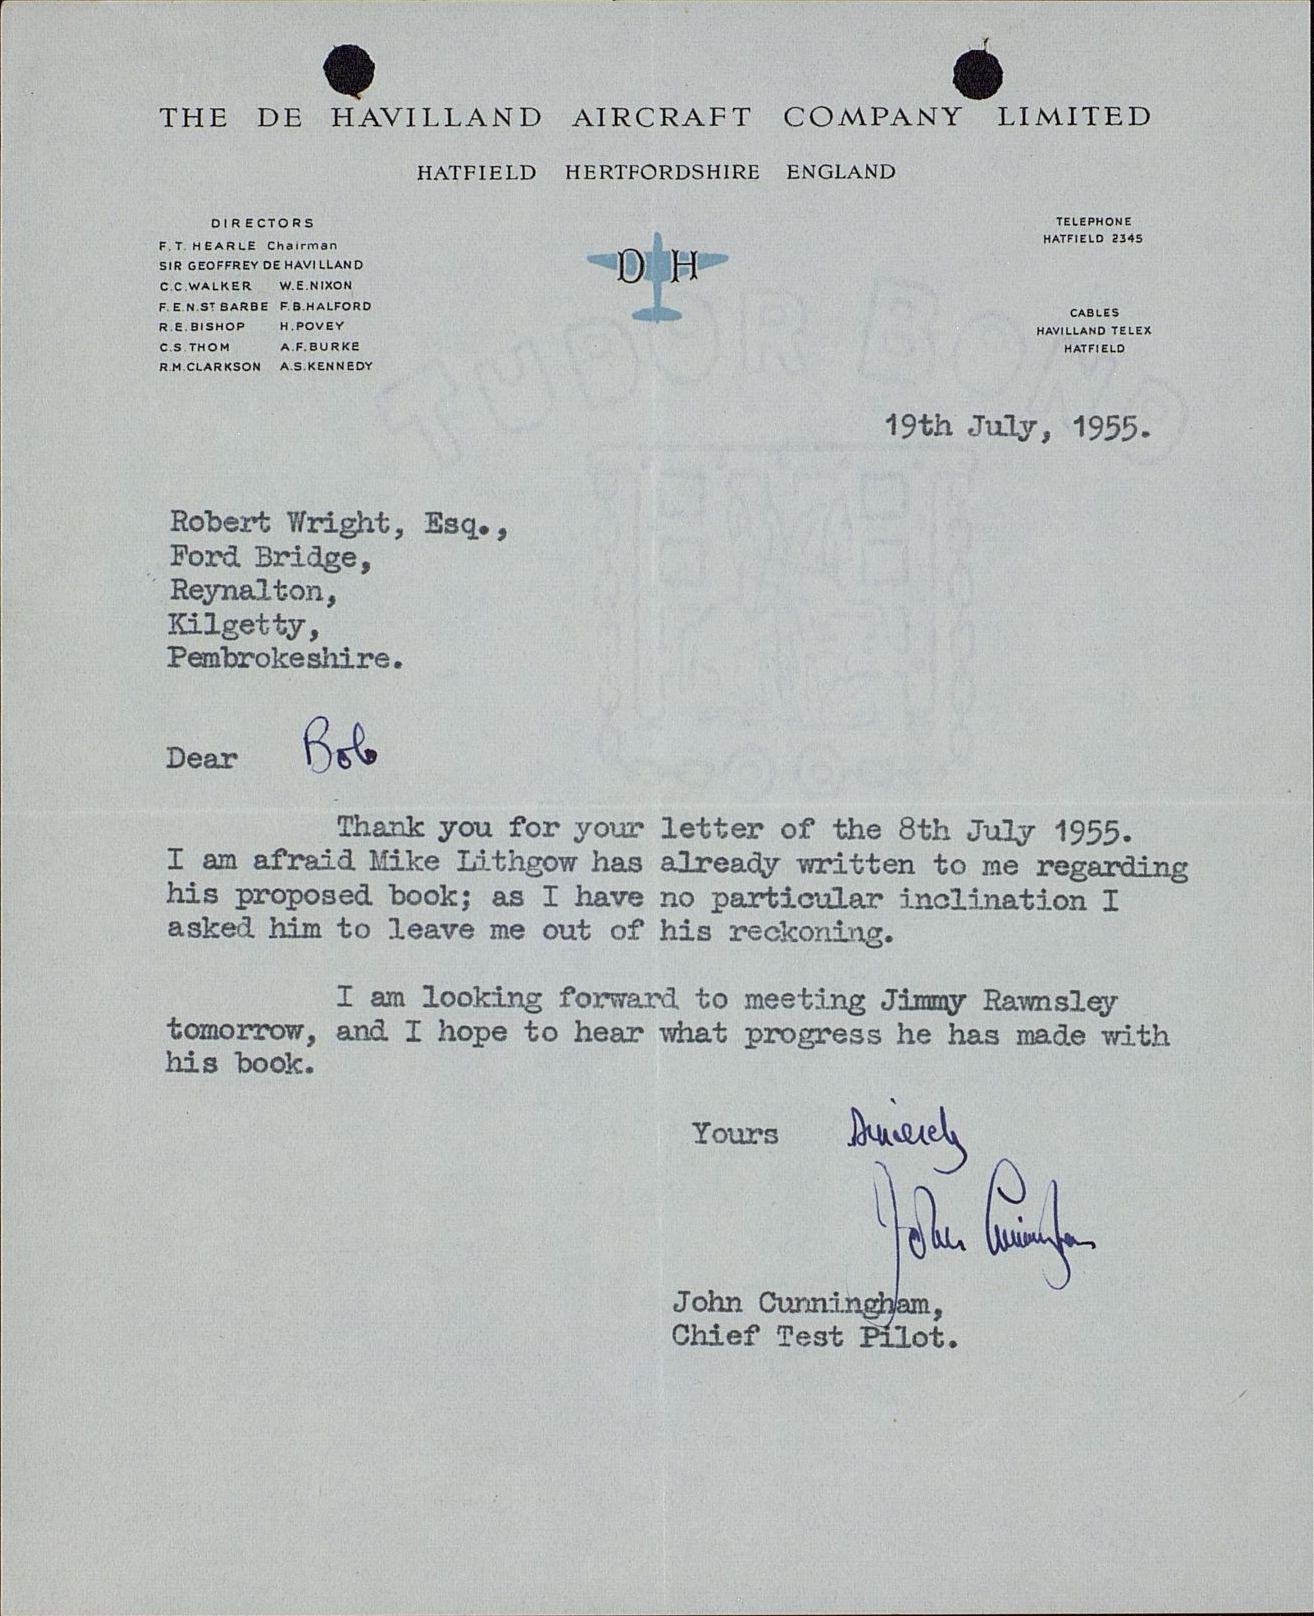 THE DE HAVILLAND AIRCRAFT COMPANY LIMITED
HATFIELD HERTFORDSHIRE ENGLAND
DIRECTORS
F.T. HEARLE Chairman
SIR GEOFFREY DE HAVILLAND
C.C.WALKER W.E.NIXON
F.E.N.ST BARBE F.B.HALFORD
R.E.BISHOP H.POVEY
C.S.THOM A.F.BURKE
R.M.CLARKSON A.S.KENNEDY
D H
TELEPHONE
HATFIELD 2345
CABLES
HAVILLAND TELEX
HATFIELD
19th July, 1955.
Robert Wright, Esq.,
Ford Bridge,
Reynalton,
Kilgetty,
Pembrokeshire.
Dear Bob
Thank you for your letter of the 8th July 1955.
I am afraid Mike Lithgow has already written to me regarding
his proposed book; as I have no particular inclination I
asked him to leave me out of his reckoning.
I am looking forward to meeting Jimmy Rawnsley
tomorrow, and I hope to hear what progress he has made with
his book.
Yours Sincerely
John Cunningham
John Cunningham,
Chief Test Pilot.